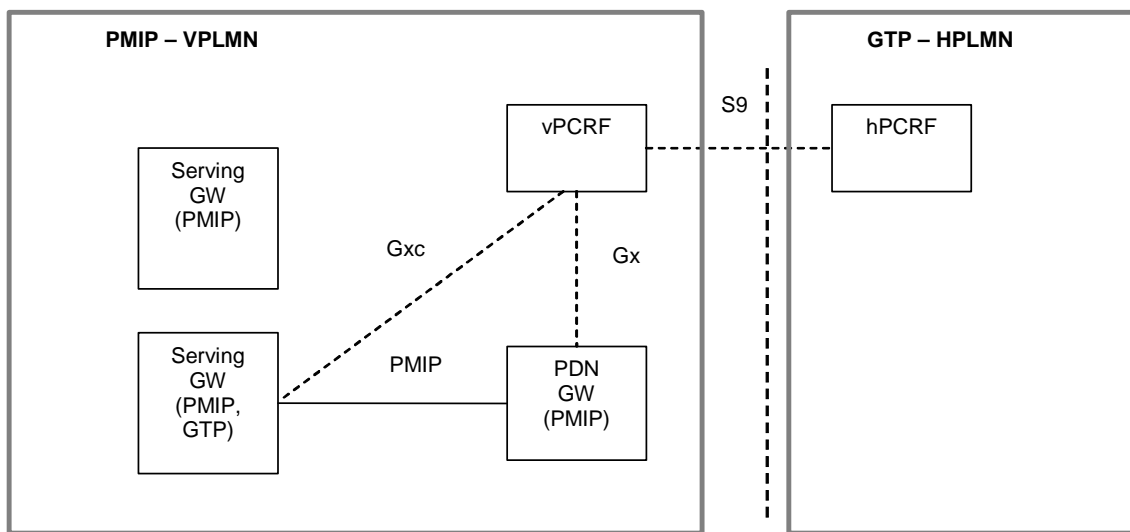 PMIP – VPLMN
GTP – HPLMN
S9
vPCRF
hPCRF
Serving
GW
(PMIP)
Gxc
Gx
Serving
GW
(PMIP,
GTP)
PMIP
PDN
GW
(PMIP)